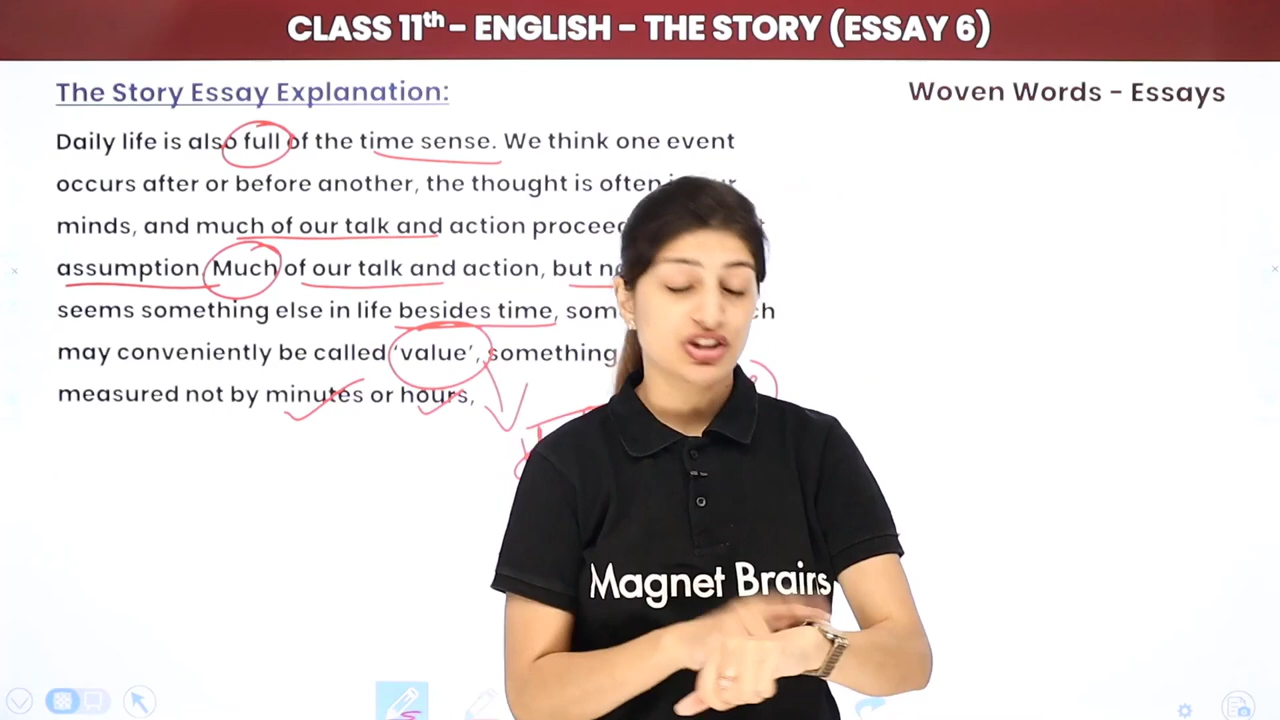 CLASS 11th - ENGLISH - THE STORY (ESSAY 6)
The Story Essay Explanation:
Woven Words - Essays
Daily life is also full of the time sense. We think one event
occurs after or before another, the thought is often
minds, and much of our talk and action
assumption Much of our talk and action, but
seems something else in life besides time,
may conveniently be called 'value', something
measured not by minutes or hours,
Magnet Brains